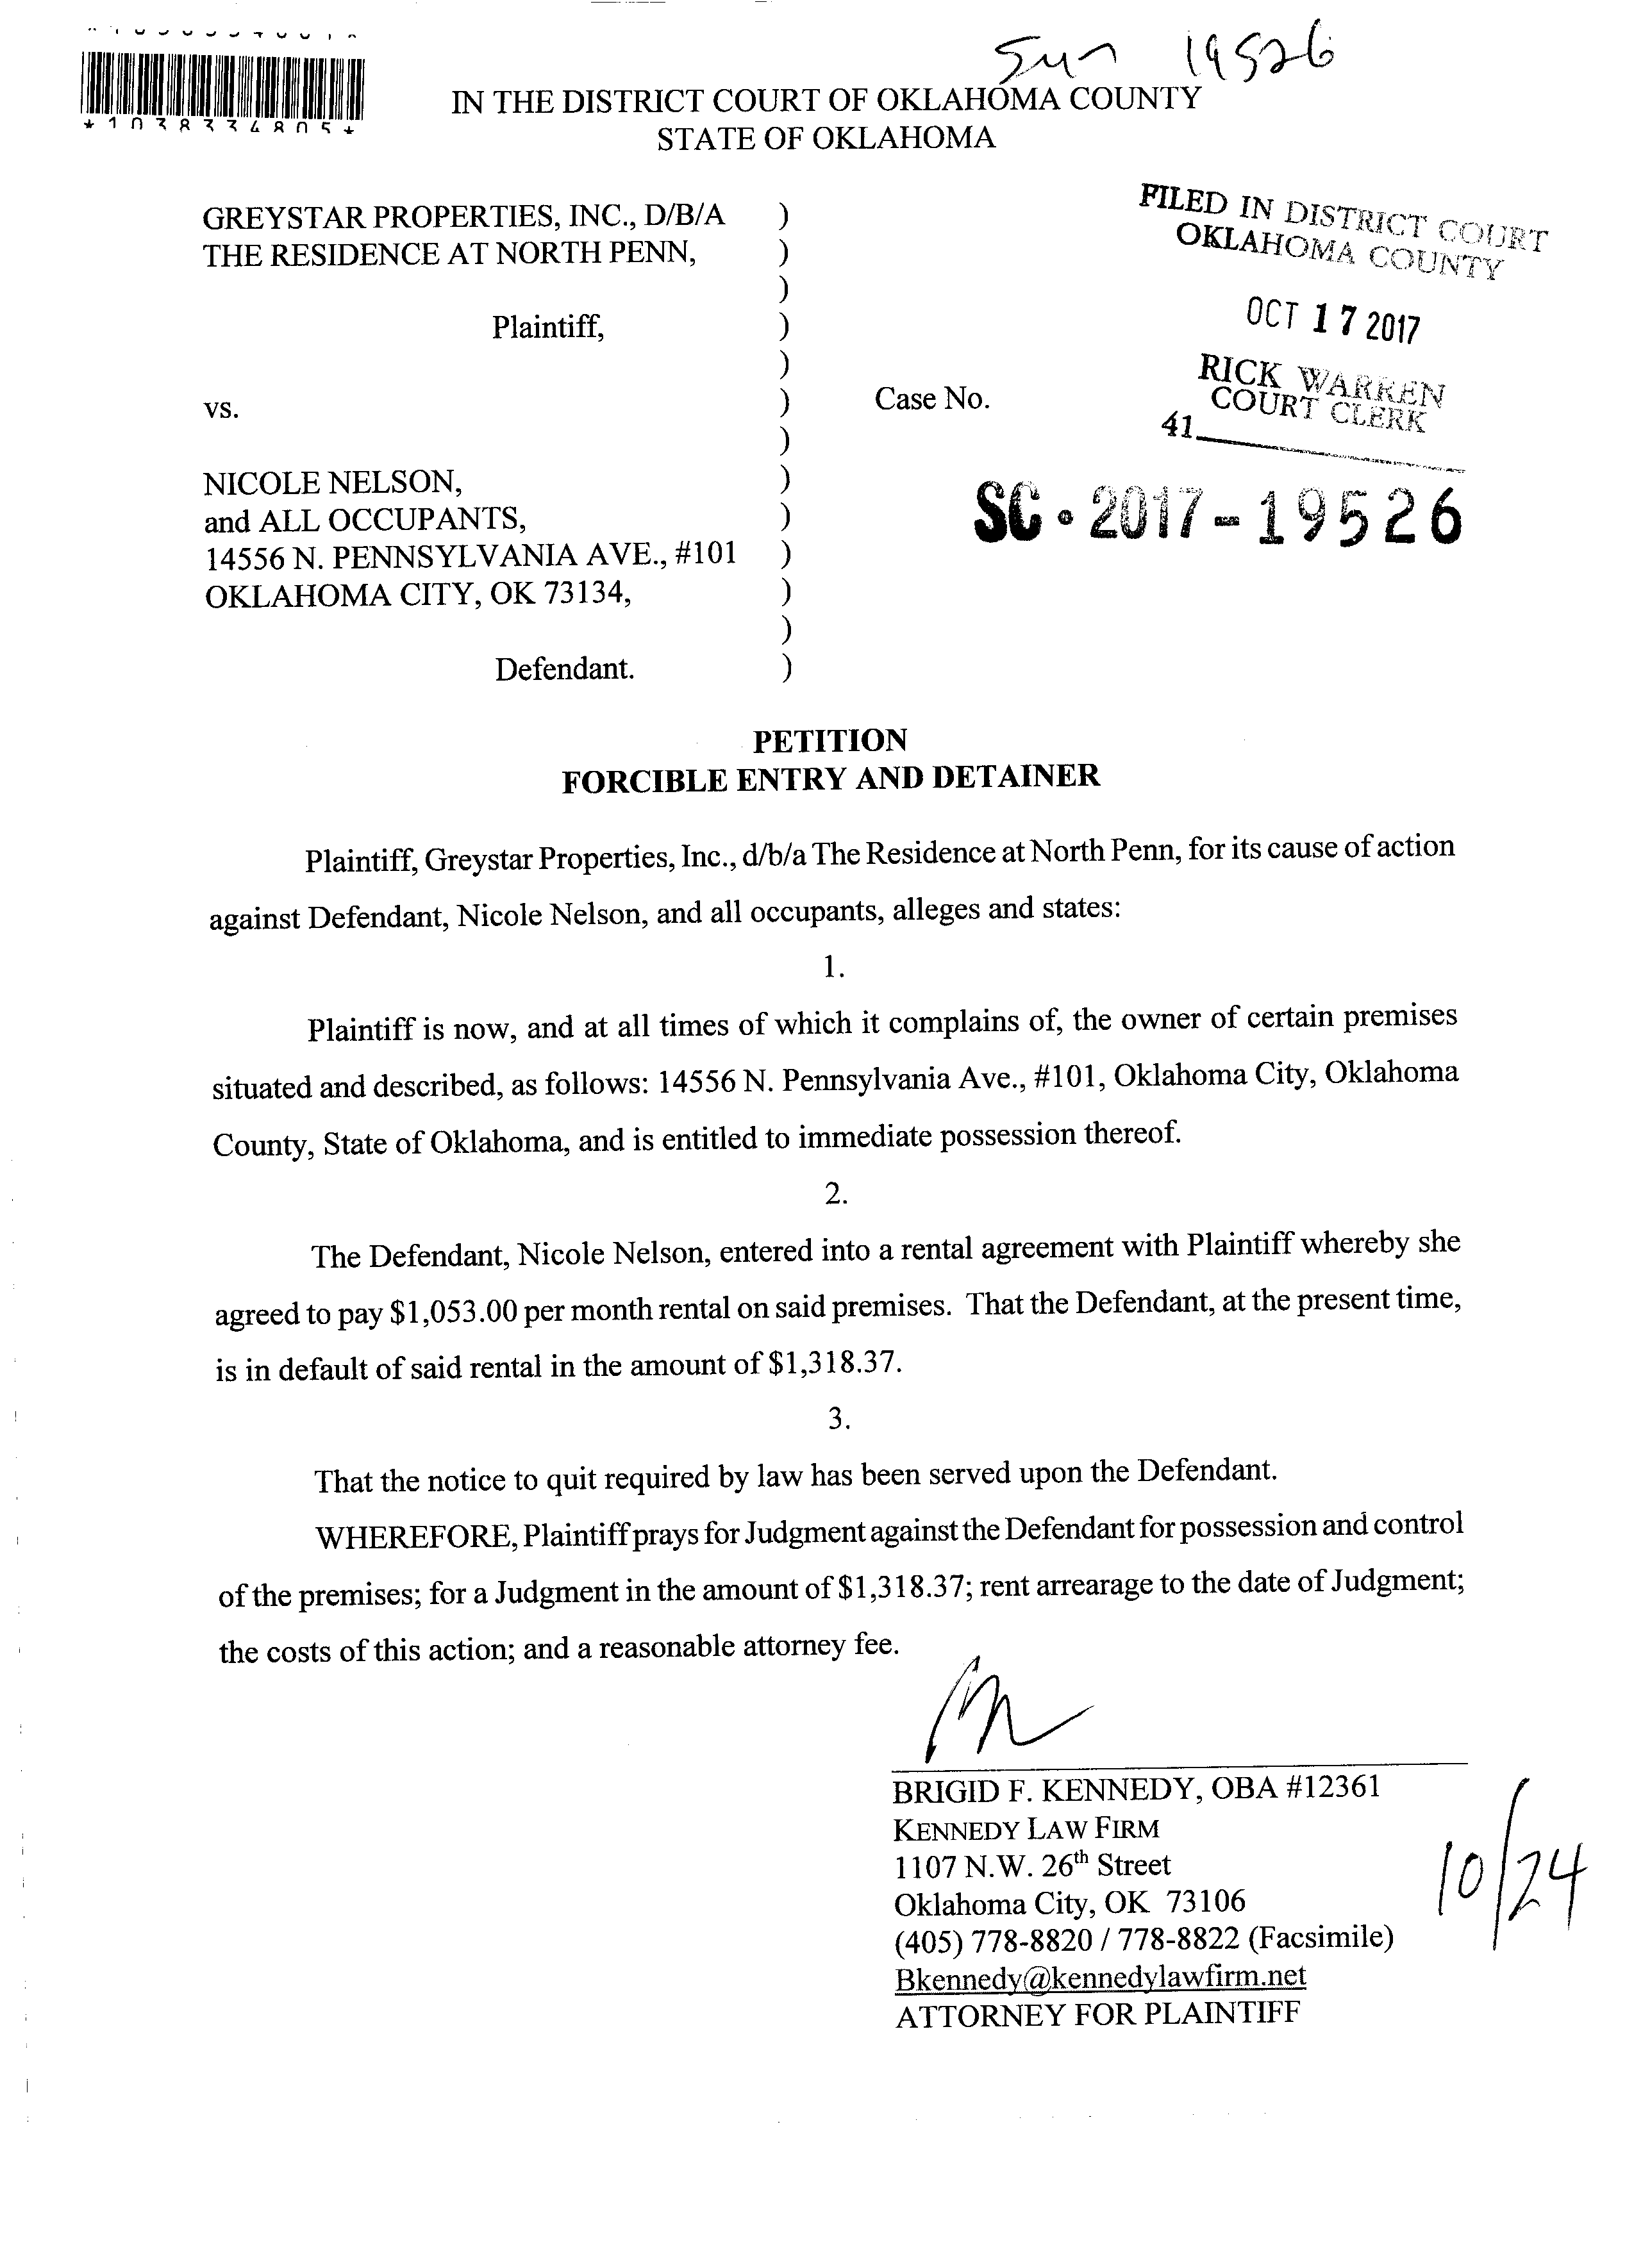 19526
*1038334805*
IN THE DISTRICT COURT OF OKLAHOMA COUNTY
STATE OF OKLAHOMA
GREYSTAR PROPERTIES, INC., D/B/A )
THE RESIDENCE AT NORTH PENN, )
)
Plaintiff, )
)
vs. ) Case No.
)
NICOLE NELSON, )
and ALL OCCUPANTS, )
14556 N. PENNSYLVANIA AVE., #101 )
OKLAHOMA CITY, OK 73134, )
)
Defendant. )
FILED IN DISTRICT COURT
OKLAHOMA COUNTY
OCT 17 2017
RICK WARREN
COURT CLERK
41
SC • 2017-19526
PETITION
FORCIBLE ENTRY AND DETAINER
Plaintiff, Greystar Properties, Inc., d/b/a The Residence at North Penn, for its cause of action
against Defendant, Nicole Nelson, and all occupants, alleges and states:
1.
Plaintiff is now, and at all times of which it complains of, the owner of certain premises
situated and described, as follows: 14556 N. Pennsylvania Ave., #101, Oklahoma City, Oklahoma
County, State of Oklahoma, and is entitled to immediate possession thereof.
2.
The Defendant, Nicole Nelson, entered into a rental agreement with Plaintiff whereby she
agreed to pay $1,053.00 per month rental on said premises. That the Defendant, at the present time,
is in default of said rental in the amount of $1,318.37.
3.
That the notice to quit required by law has been served upon the Defendant.
WHEREFORE, Plaintiff prays for Judgment against the Defendant for possession and control
of the premises; for a Judgment in the amount of $1,318.37; rent arrearage to the date of Judgment;
the costs of this action; and a reasonable attorney fee.
BRIGID F. KENNEDY, OBA #12361
KENNEDY LAW FIRM
1107 N.W. 26th Street
Oklahoma City, OK 73106
(405) 778-8820 / 778-8822 (Facsimile)
Bkennedy@kennedylawfirm.net
ATTORNEY FOR PLAINTIFF
10/24